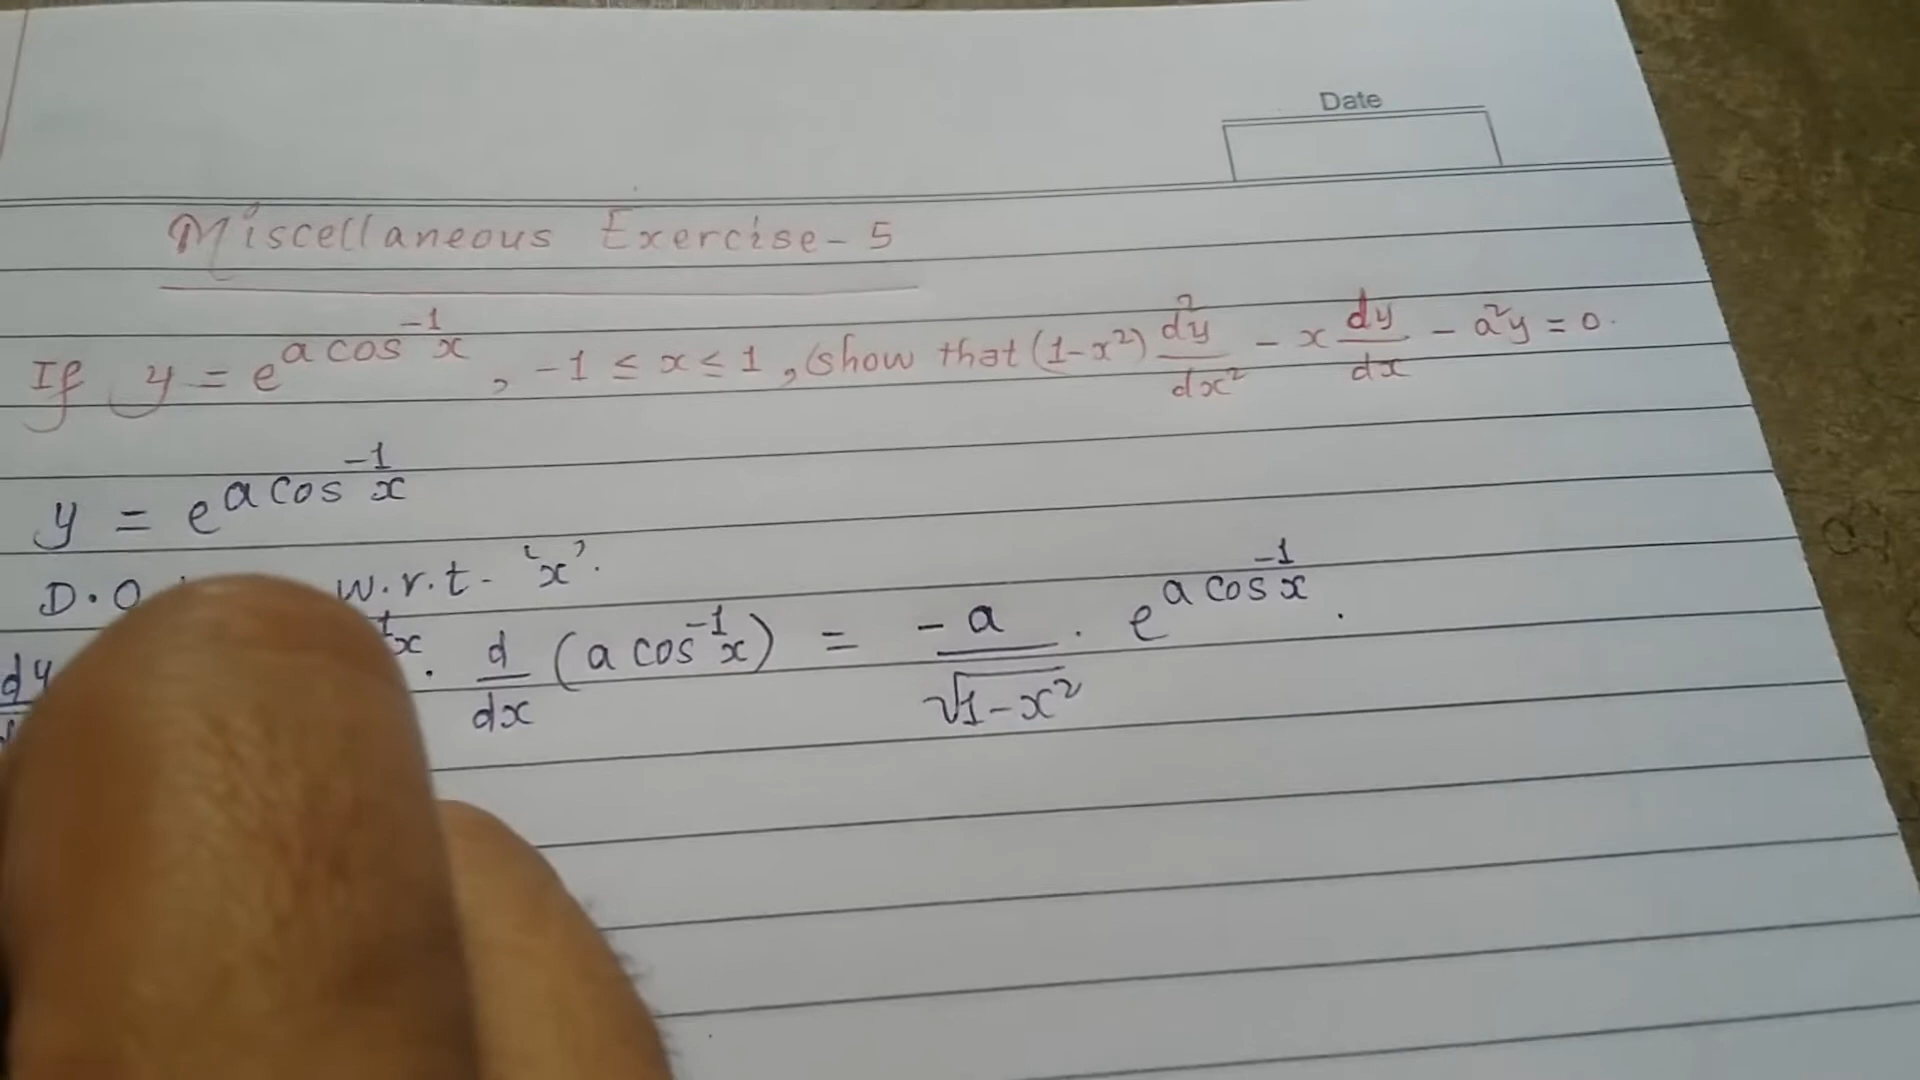 Date
Miscellaneous Exercise - 5
If y = e^{a cos^{-1} x}, -1 ≤ x ≤ 1, show that (1-x²) d²y/dx² - x dy/dx - a²y = 0.
y = e^{a cos^{-1} x}
D.O w.r.t. 'x'.
dy x . d/dx (a cos^{-1} x) = -a/√1-x² . e^{a cos^{-1} x} .